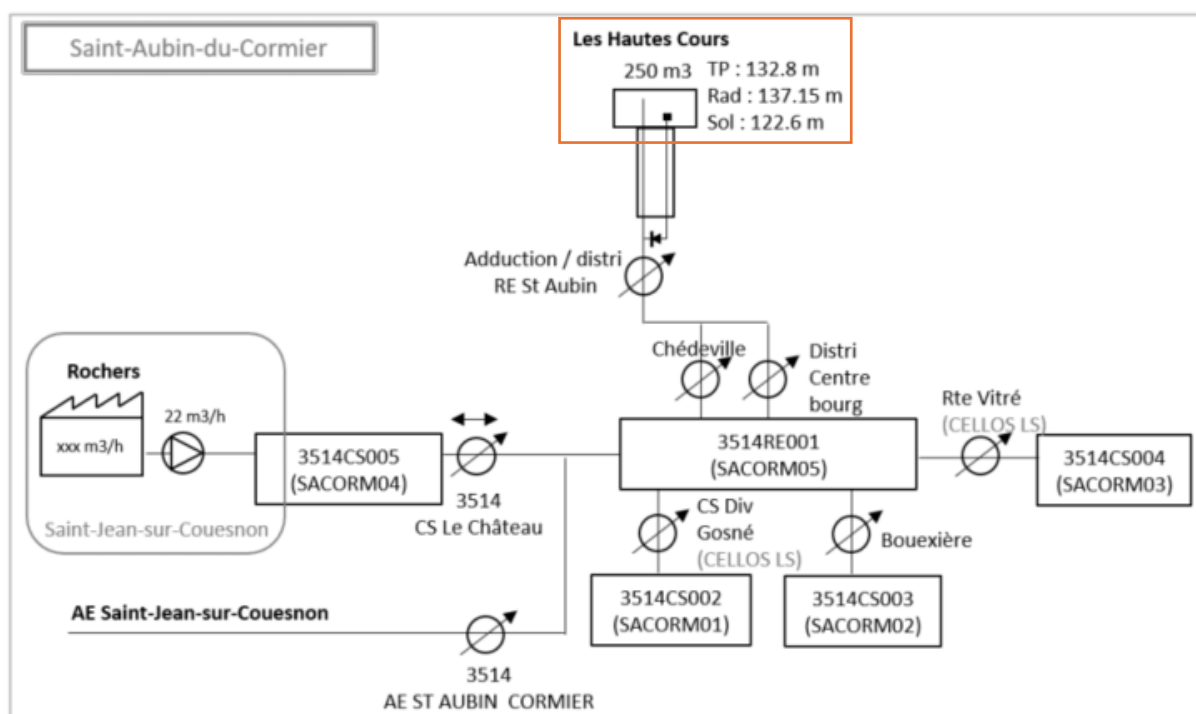 Saint-Aubin-du-Cormier
Les Hautes Cours
250 m3
TP : 132.8 m
Rad : 137.15 m
Sol : 122.6 m
Adduction / distri
RE St Aubin
Chédeville
Distri
Centre
bourg
Rochers
22 m3/h
xxx m3/h
3514CS005
(SACORM04)
Saint-Jean-sur-Couesnon
3514
CS Le Château
3514RE001
(SACORM05)
Rte Vitré
(CELLOS LS)
3514CS004
(SACORM03)
CS Div
Gosné
(CELLOS LS)
Bouexière
3514CS002
(SACORM01)
3514CS003
(SACORM02)
AE Saint-Jean-sur-Couesnon
3514
AE ST AUBIN CORMIER